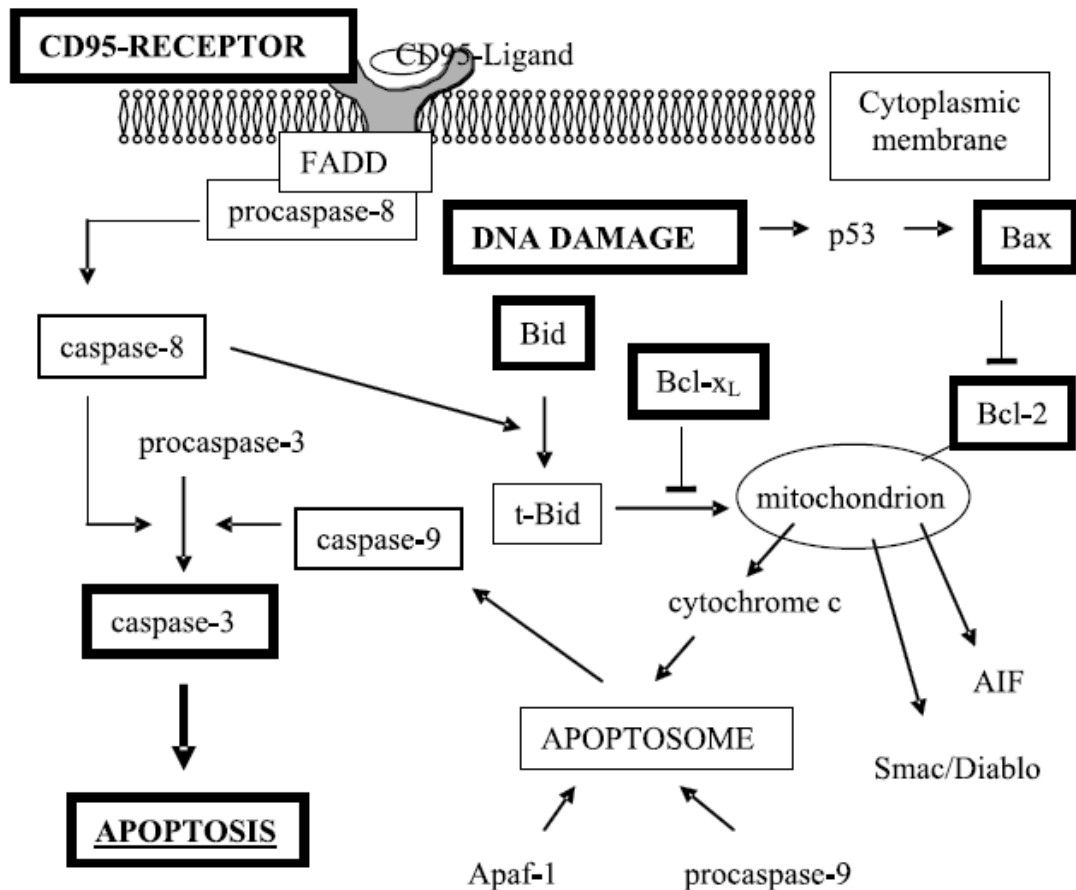 CD95-RECEPTOR
CD95-Ligand
Cytoplasmic
membrane
FADD
procaspase-8
DNA DAMAGE
p53
Bax
caspase-8
Bid
Bcl-xL
Bcl-2
procaspase-3
t-Bid
mitochondrion
caspase-9
cytochrome c
caspase-3
AIF
APOPTOSOME
Smac/Diablo
APOPTOSIS
Apaf-1
procaspase-9